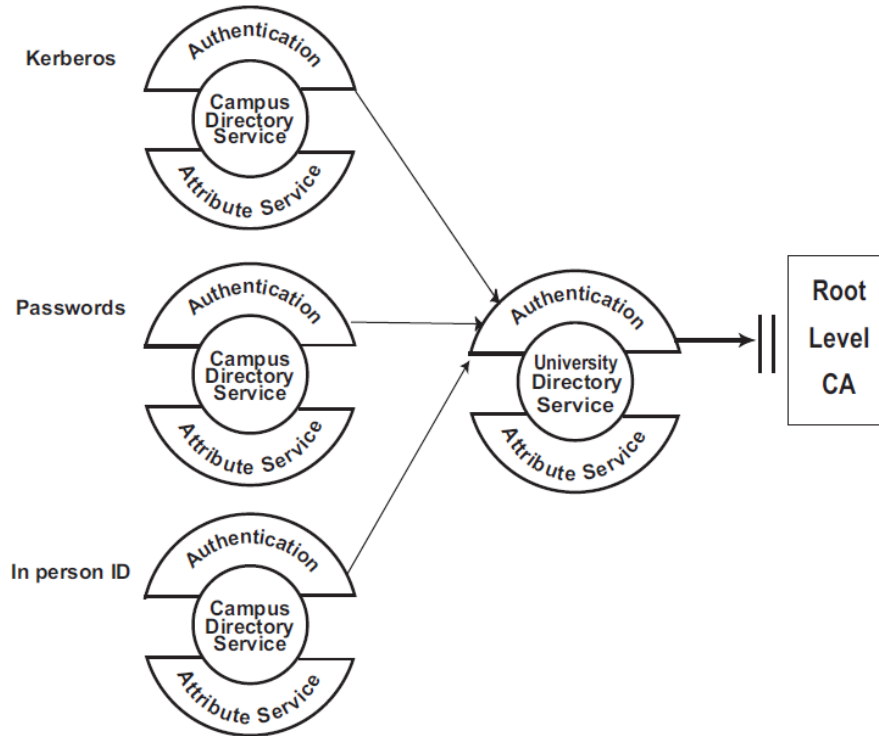 Kerberos
Authentication
Campus
Directory
Service
Attribute Service
Passwords
Authentication
Campus
Directory
Service
Attribute Service
In person ID
Authentication
Campus
Directory
Service
Attribute Service
Authentication
University
Directory
Service
Attribute Service
Root
Level
CA